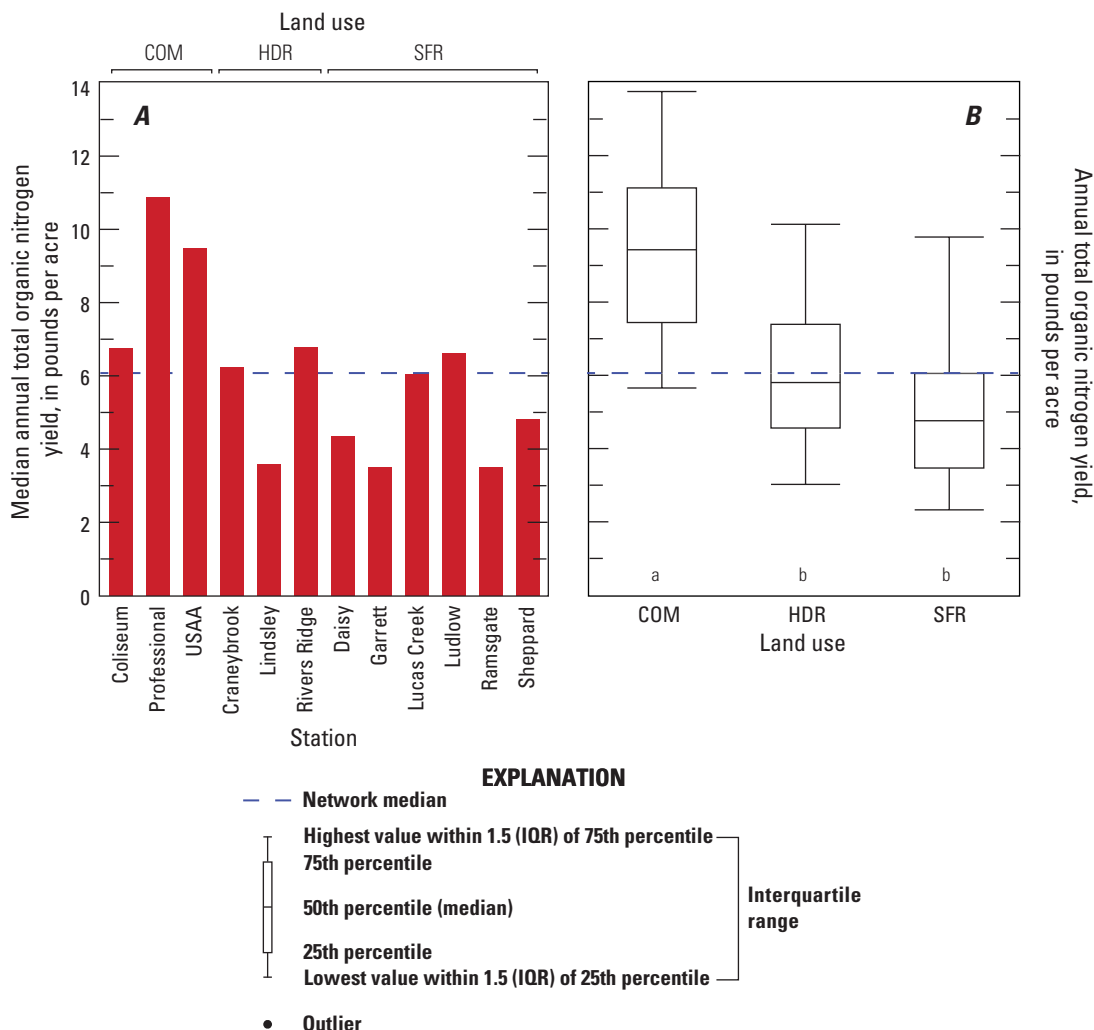 Land use
COM HDR SFR
A
Median annual total organic nitrogen
yield, in pounds per acre
14
12
10
8
6
4
2
0
Coliseum
Professional
USAA
Craneybrook
Lindsley
Rivers Ridge
Daisy
Garrett
Lucas Creek
Ludlow
Ramsgate
Sheppard
Station
B
Annual total organic nitrogen yield,
in pounds per acre
a b b
COM HDR SFR
Land use
EXPLANATION
Network median
Highest value within 1.5 (IQR) of 75th percentile
75th percentile
50th percentile (median)
25th percentile
Lowest value within 1.5 (IQR) of 25th percentile
Interquartile
range
Outlier